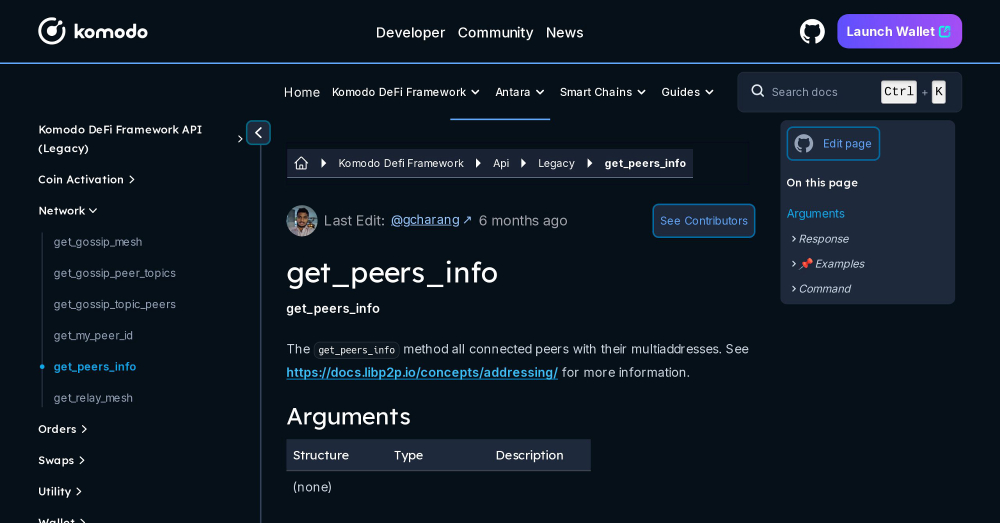 komodo
Developer Community News
Launch Wallet
Home Komodo DeFi Framework Antara Smart Chains Guides
Search docs Ctrl + K
Komodo DeFi Framework API
(Legacy)
Coin Activation
Network
get_gossip_mesh
get_gossip_peer_topics
get_gossip_topic_peers
get_my_peer_id
get_peers_info
get_relay_mesh
Orders
Swaps
Utility
Wallet
Komodo Defi Framework Api Legacy get_peers_info
Last Edit: @gcharang ↗ 6 months ago
See Contributors
get_peers_info
get_peers_info
The get_peers_info method all connected peers with their multiaddresses. See
https://docs.libp2p.io/concepts/addressing/ for more information.
Arguments
Structure Type Description
(none)
Edit page
On this page
Arguments
Response
📌 Examples
Command